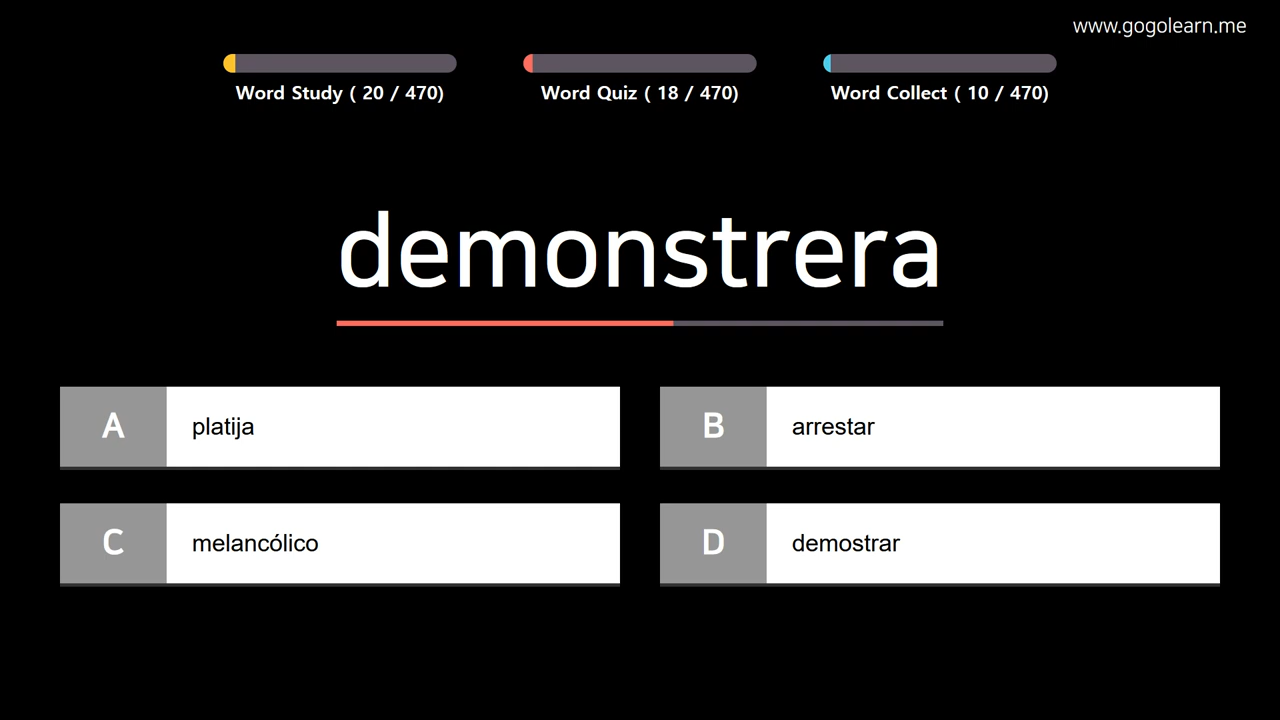 www.gogolearn.me
Word Study ( 20 / 470)
Word Quiz ( 18 / 470)
Word Collect ( 10 / 470)
demonstrera
A platija
B arrestar
C melancólico
D demostrar